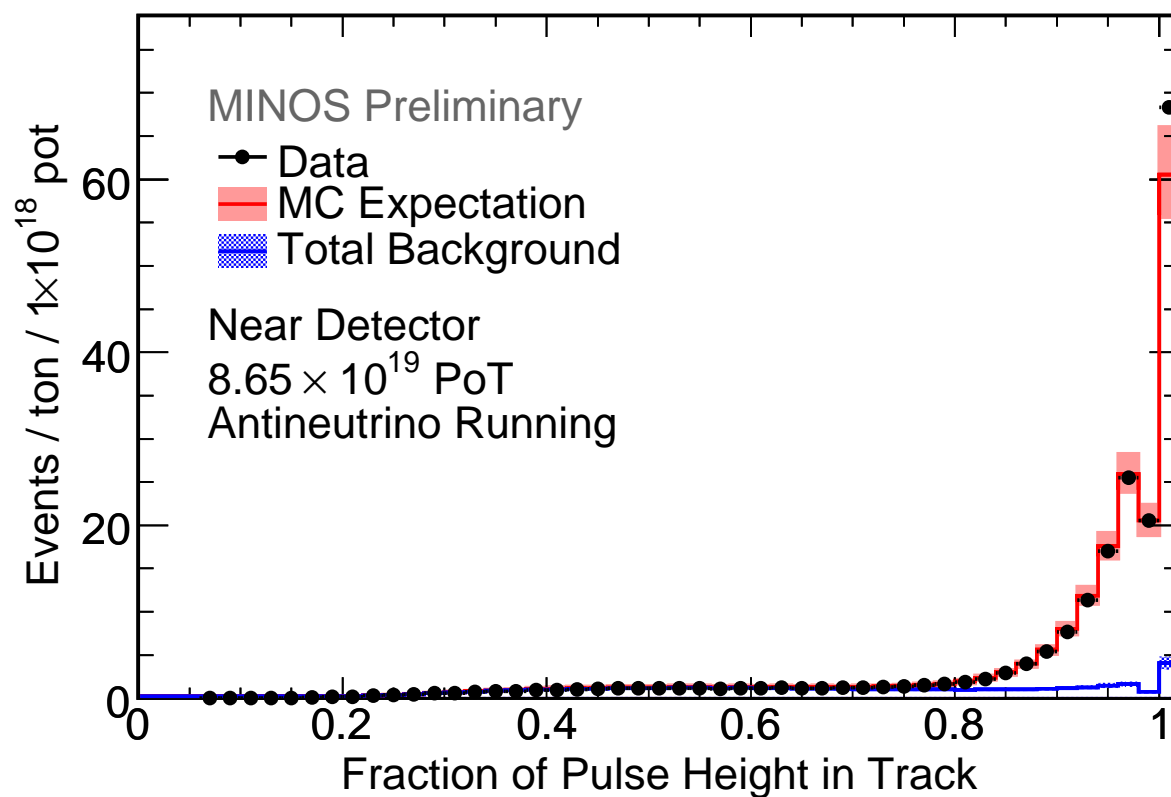 MINOS Preliminary
Data
MC Expectation
Total Background
Near Detector
8.65 × 10¹⁹ PoT
Antineutrino Running
Events / ton / 1×10¹⁸ pot
60
40
20
0
0 0.2 0.4 0.6 0.8 1
Fraction of Pulse Height in Track